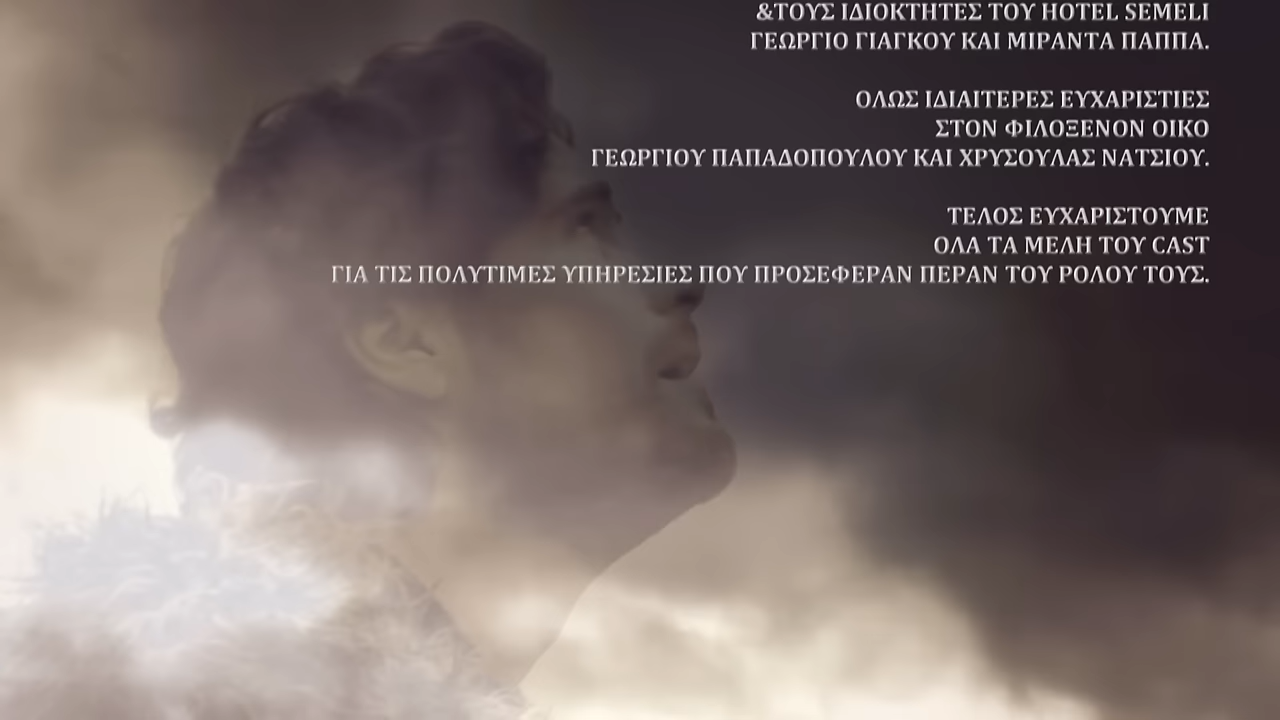 &ΤΟΥΣ ΙΔΙΟΚΤΗΤΕΣ ΤΟΥ HOTEL SEMELI
ΓΕΩΡΓΙΟ ΓΙΑΓΚΟΥ ΚΑΙ ΜΙΡΑΝΤΑ ΠΑΠΠΑ.
ΟΛΩΣ ΙΔΙΑΙΤΕΡΕΣ ΕΥΧΑΡΙΣΤΙΕΣ
ΣΤΟΝ ΦΙΛΟΞΕΝΟΝ ΟΙΚΟ
ΓΕΩΡΓΙΟΥ ΠΑΠΑΔΟΠΟΥΛΟΥ ΚΑΙ ΧΡΥΣΟΥΛΑΣ ΝΑΤΣΙΟΥ.
ΤΕΛΟΣ ΕΥΧΑΡΙΣΤΟΥΜΕ
ΟΛΑ ΤΑ ΜΕΛΗ ΤΟΥ CAST
ΓΙΑ ΤΙΣ ΠΟΛΥΤΙΜΕΣ ΥΠΗΡΕΣΙΕΣ ΠΟΥ ΠΡΟΣΕΦΕΡΑΝ ΠΕΡΑΝ ΤΟΥ ΡΟΛΟΥ ΤΟΥΣ.